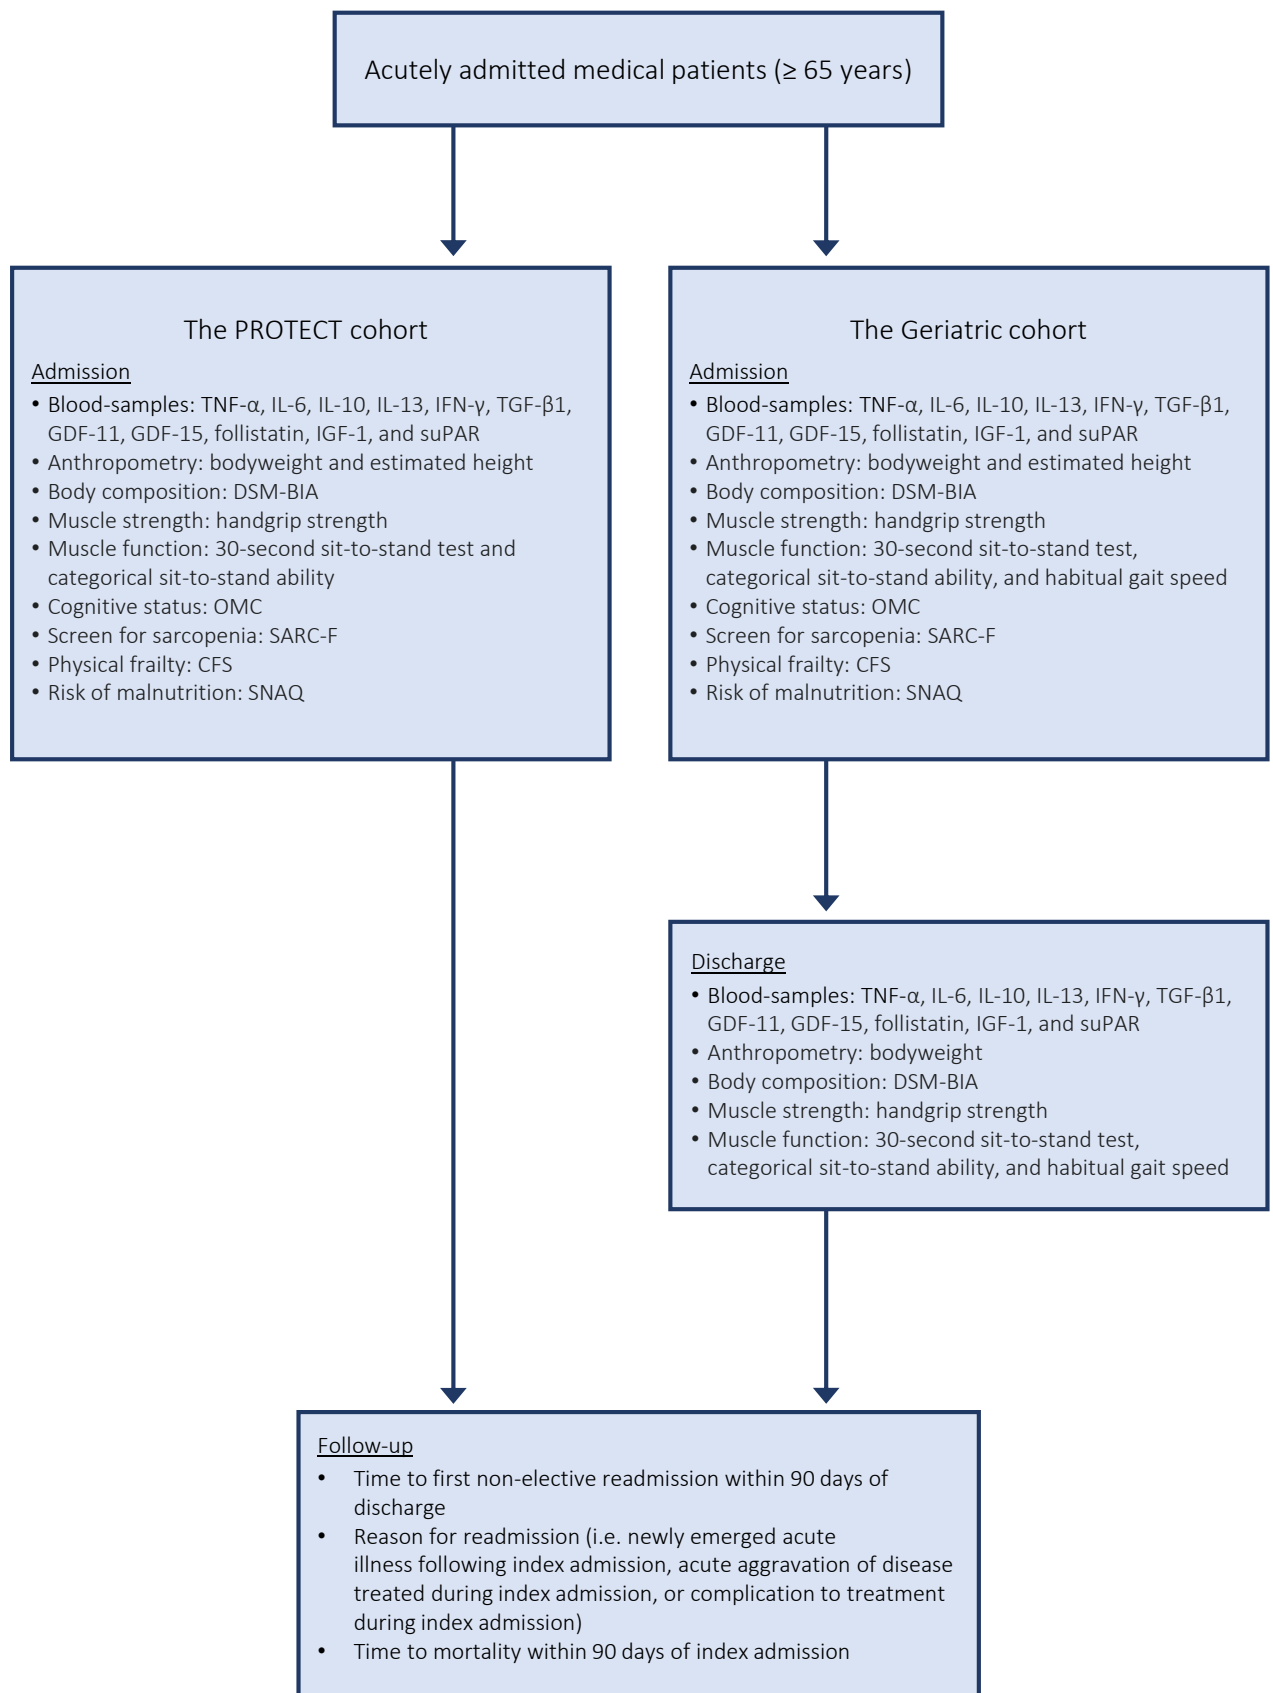 Acutely admitted medical patients (≥ 65 years)
The PROTECT cohort
Admission
• Blood-samples: TNF-α, IL-6, IL-10, IL-13, IFN-γ, TGF-β1,
GDF-11, GDF-15, follistatin, IGF-1, and suPAR
• Anthropometry: bodyweight and estimated height
• Body composition: DSM-BIA
• Muscle strength: handgrip strength
• Muscle function: 30-second sit-to-stand test and
categorical sit-to-stand ability
• Cognitive status: OMC
• Screen for sarcopenia: SARC-F
• Physical frailty: CFS
• Risk of malnutrition: SNAQ
The Geriatric cohort
Admission
• Blood-samples: TNF-α, IL-6, IL-10, IL-13, IFN-γ, TGF-β1,
GDF-11, GDF-15, follistatin, IGF-1, and suPAR
• Anthropometry: bodyweight and estimated height
• Body composition: DSM-BIA
• Muscle strength: handgrip strength
• Muscle function: 30-second sit-to-stand test,
categorical sit-to-stand ability, and habitual gait speed
• Cognitive status: OMC
• Screen for sarcopenia: SARC-F
• Physical frailty: CFS
• Risk of malnutrition: SNAQ
Discharge
• Blood-samples: TNF-α, IL-6, IL-10, IL-13, IFN-γ, TGF-β1,
GDF-11, GDF-15, follistatin, IGF-1, and suPAR
• Anthropometry: bodyweight
• Body composition: DSM-BIA
• Muscle strength: handgrip strength
• Muscle function: 30-second sit-to-stand test,
categorical sit-to-stand ability, and habitual gait speed
Follow-up
• Time to first non-elective readmission within 90 days of
discharge
• Reason for readmission (i.e. newly emerged acute
illness following index admission, acute aggravation of disease
treated during index admission, or complication to treatment
during index admission)
• Time to mortality within 90 days of index admission